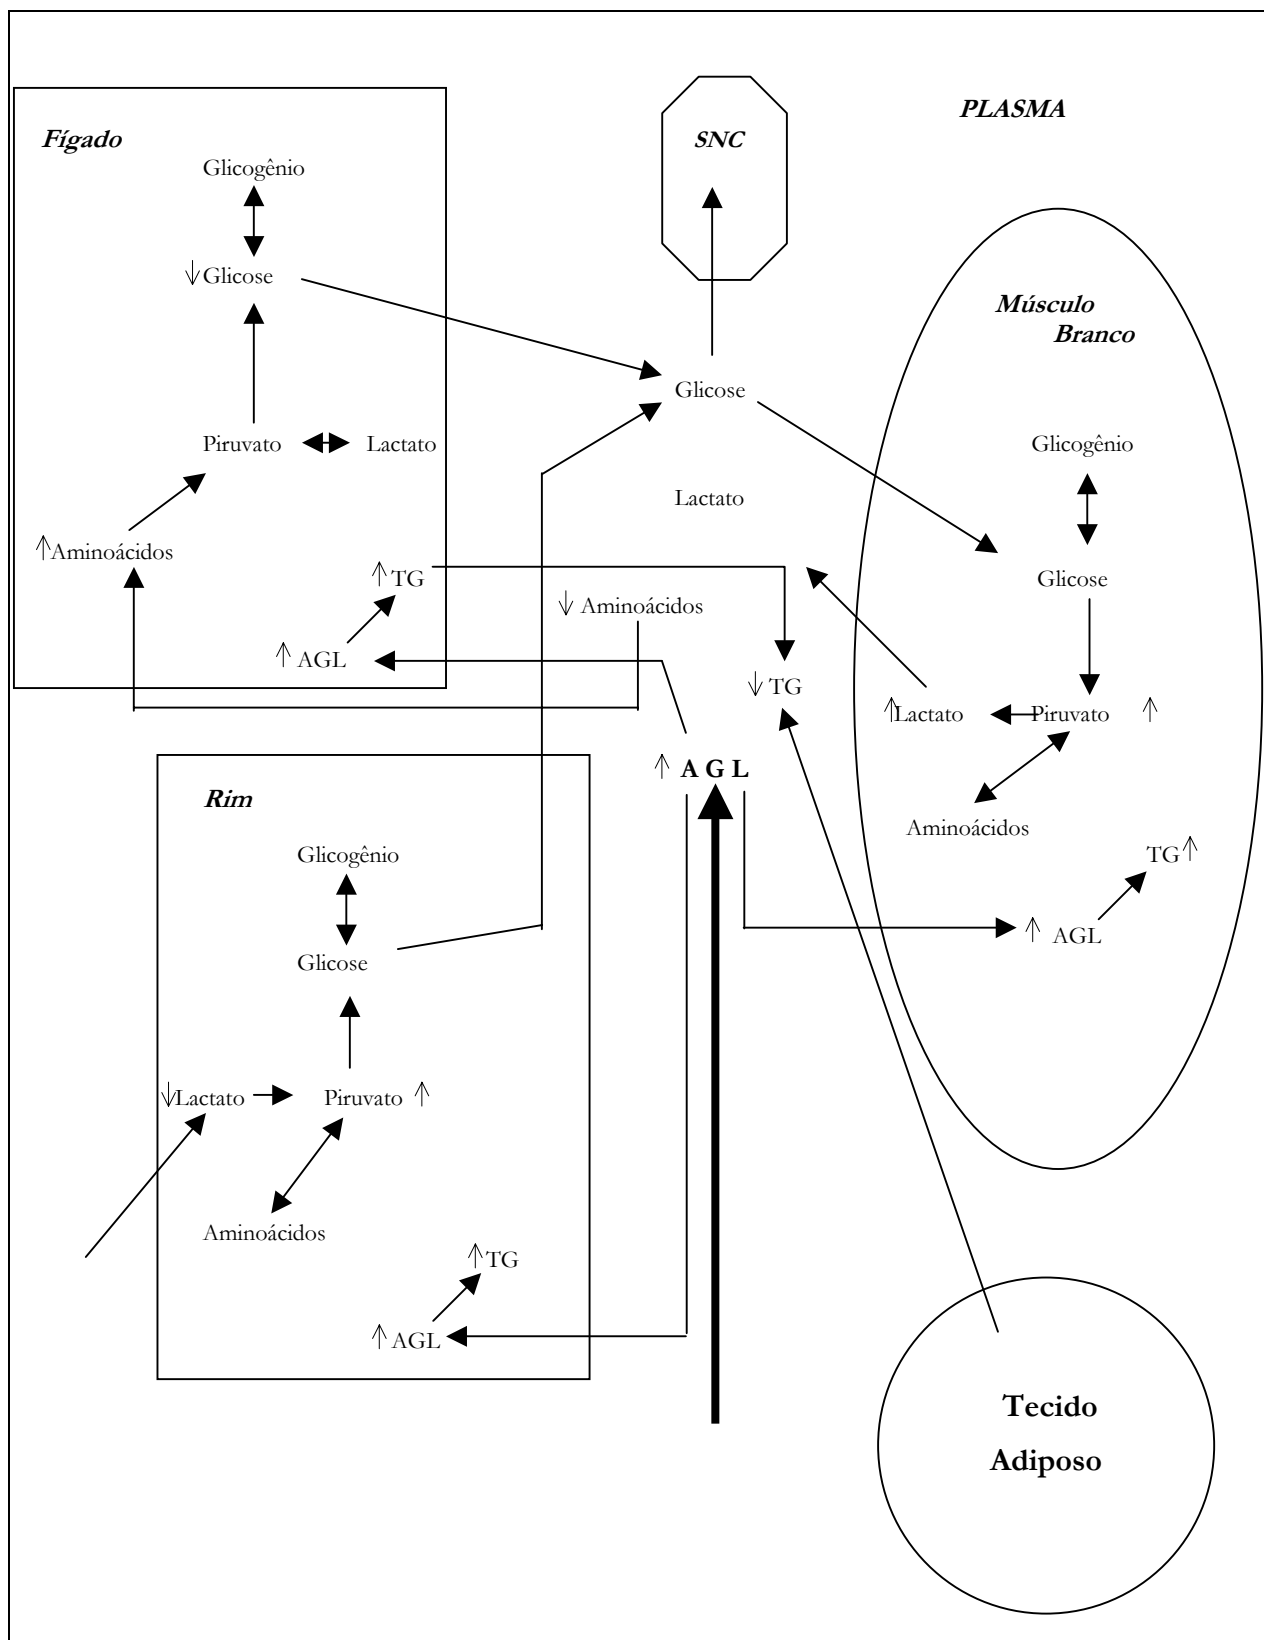 PLASMA
Fígado
Glicogênio
↓ Glicose
Piruvato
Lactato
↑ Aminoácidos
↑ TG
↑ AGL
SNC
Glicose
Lactato
↓ Aminoácidos
↓ TG
↑ A G L
Músculo
Branco
Glicogênio
Glicose
↑ Lactato
Piruvato ↑
Aminoácidos
TG ↑
↑ AGL
Rim
Glicogênio
Glicose
↓ Lactato
Piruvato ↑
Aminoácidos
↑ TG
↑ AGL
Tecido
Adiposo